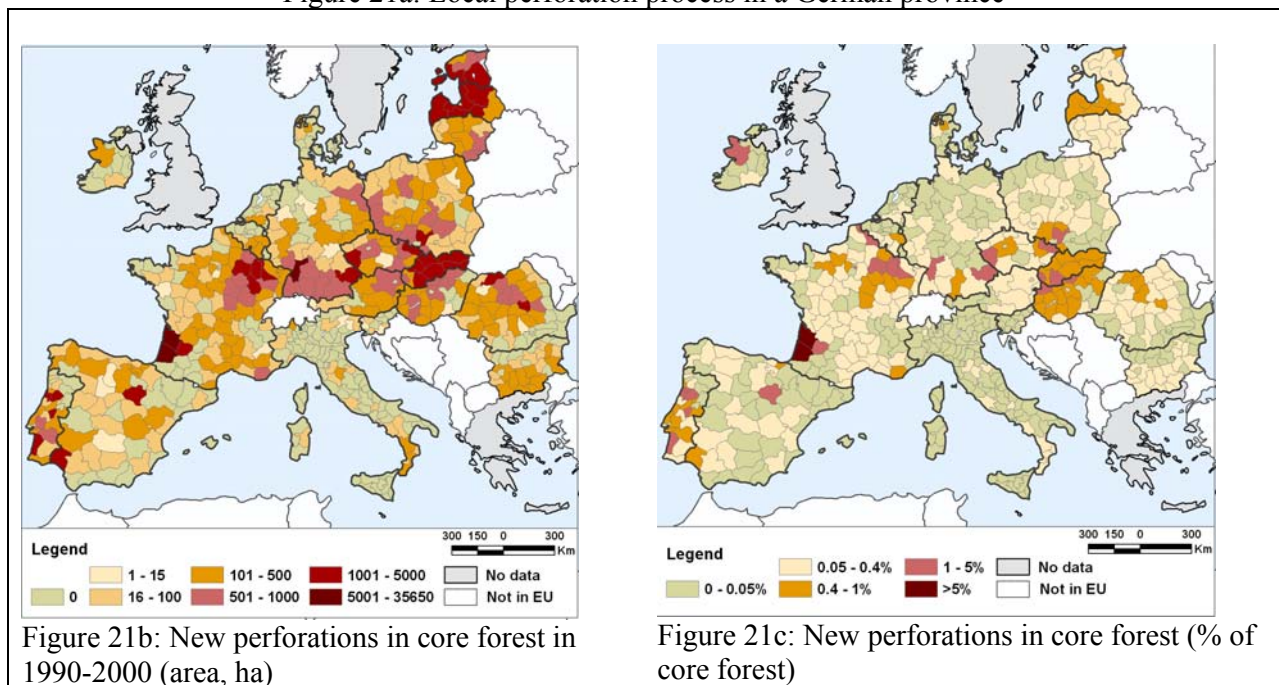 Figure 21a: Local perforation process in a German province
300 150 0 300
Km
Legend
1 - 15
101 - 500
1001 - 5000
No data
0
16 - 100
501 - 1000
5001 - 35650
Not in EU
Figure 21b: New perforations in core forest in
1990-2000 (area, ha)
300 150 0 300
Km
Legend
0.05 - 0.4%
1 - 5%
No data
0 - 0.05%
0.4 - 1%
>5%
Not in EU
Figure 21c: New perforations in core forest (% of
core forest)